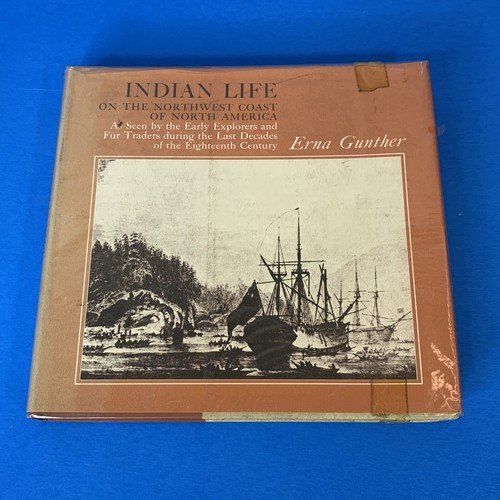 INDIAN LIFE
ON THE NORTHWEST COAST
OF NORTH AMERICA
As Seen by the Early Explorers and
Fur Traders during the Last Decades
of the Eighteenth Century
Erna Gunther